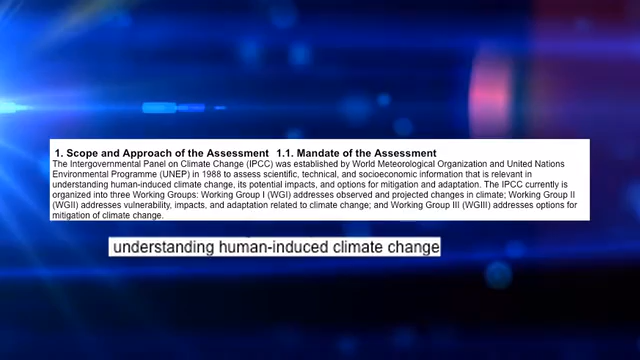 1. Scope and Approach of the Assessment 1.1. Mandate of the Assessment
The Intergovernmental Panel on Climate Change (IPCC) was established by World Meteorological Organization and United Nations
Environmental Programme (UNEP) in 1988 to assess scientific, technical, and socioeconomic information that is relevant in
understanding human-induced climate change, its potential impacts, and options for mitigation and adaptation. The IPCC currently is
organized into three Working Groups: Working Group I (WGI) addresses observed and projected changes in climate; Working Group II
(WGII) addresses vulnerability, impacts, and adaptation related to climate change; and Working Group III (WGIII) addresses options for
mitigation of climate change.
understanding human-induced climate change